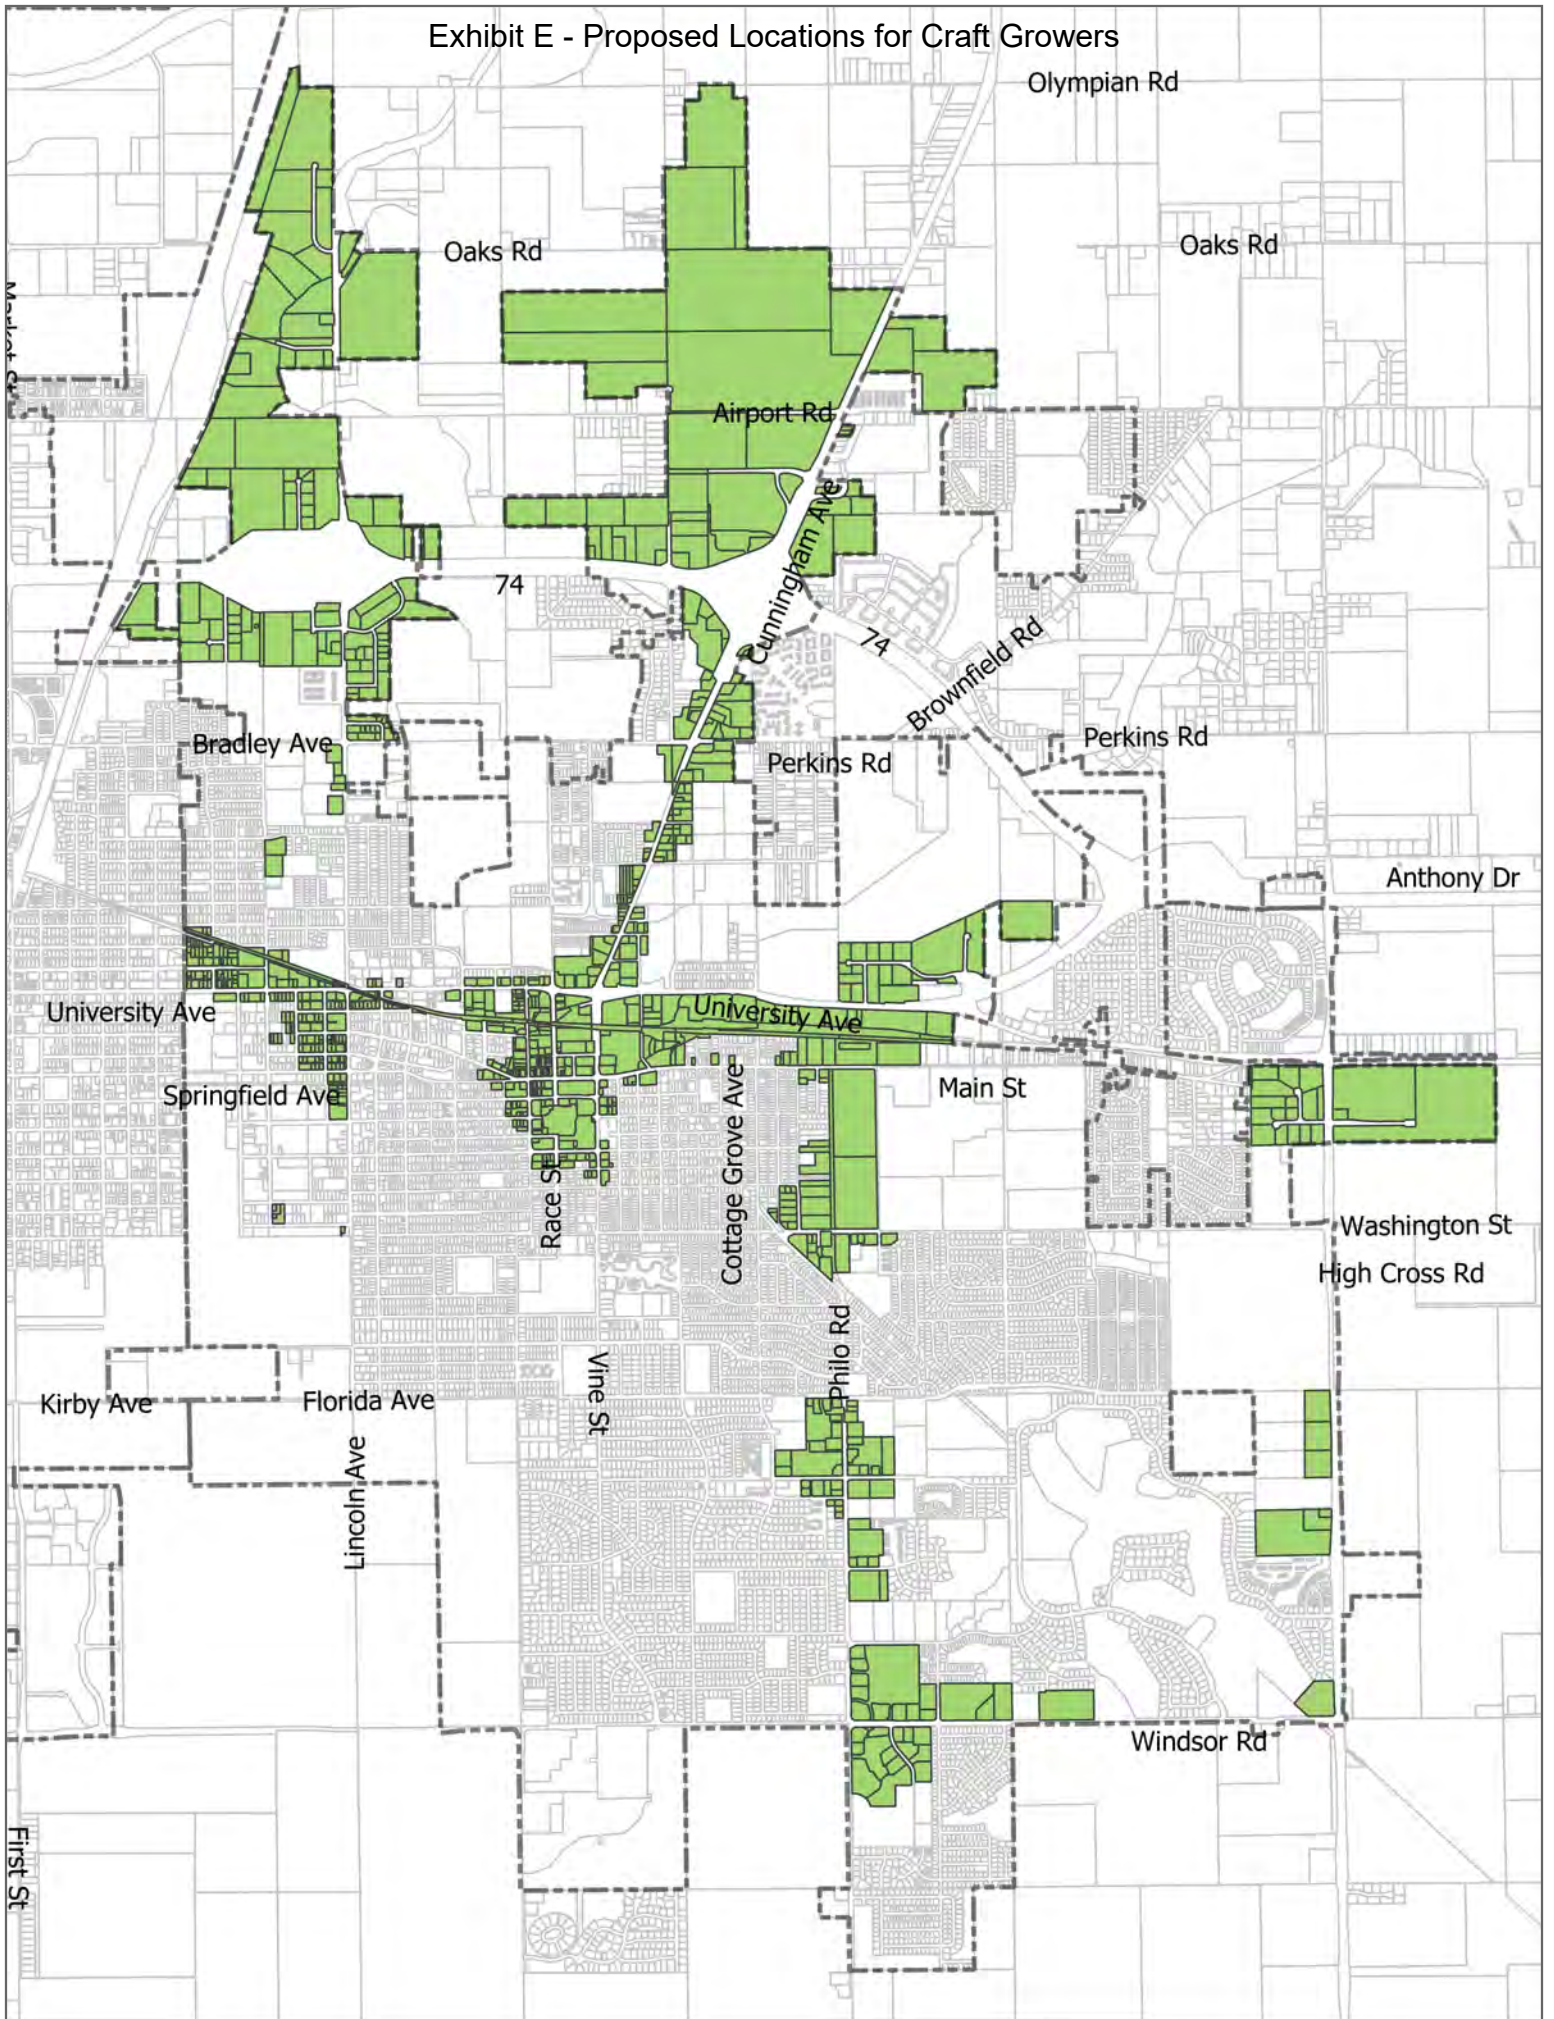 Exhibit E - Proposed Locations for Craft Growers
Olympian Rd
Oaks Rd
Oaks Rd
Market St
Airport Rd
Cunningham Ave
74
74
Brownfield Rd
Bradley Ave
Perkins Rd
Perkins Rd
Anthony Dr
University Ave
University Ave
Springfield Ave
Main St
Race St
Cottage Grove Ave
Washington St
High Cross Rd
Philo Rd
Vine St
Kirby Ave
Florida Ave
Lincoln Ave
Windsor Rd
First St